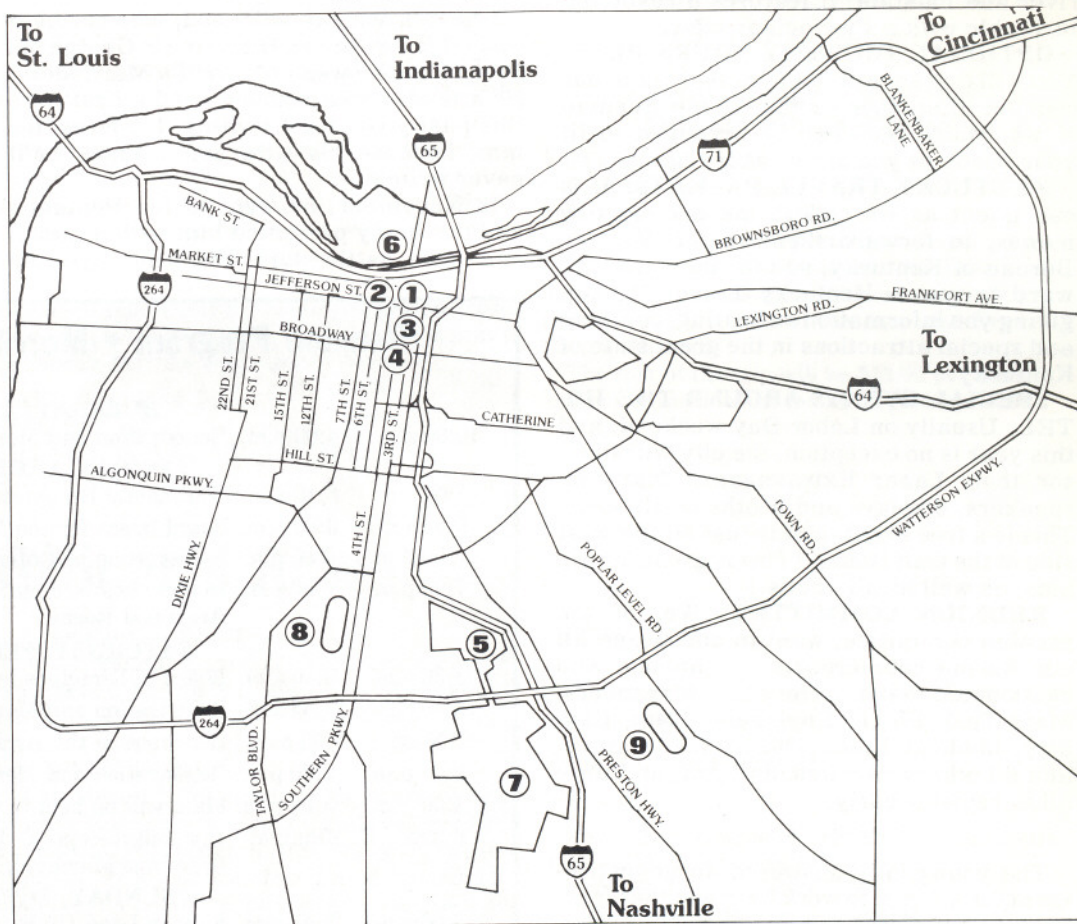 To
St. Louis
To
Indianapolis
To
Cincinnati
64
65
71
BLANKENBAKER
LANE
BANK ST.
BROWNSBORO RD.
MARKET ST.
6
264
JEFFERSON ST.
2
1
FRANKFORT AVE.
LEXINGTON RD.
3
BROADWAY
4
To
Lexington
64
22ND ST.
21ST ST.
15TH ST.
12TH ST.
7TH ST.
6TH ST.
3RD ST.
CATHERINE
HILL ST.
ALGONQUIN PKWY.
4TH ST.
DIXIE HWY.
TOWN RD.
WATTERSON EXPWY.
POPLAR LEVEL RD
8
5
264
TAYLOR BLVD.
SOUTHERN PKWY.
9
7
PRESTON HWY.
65
To
Nashville